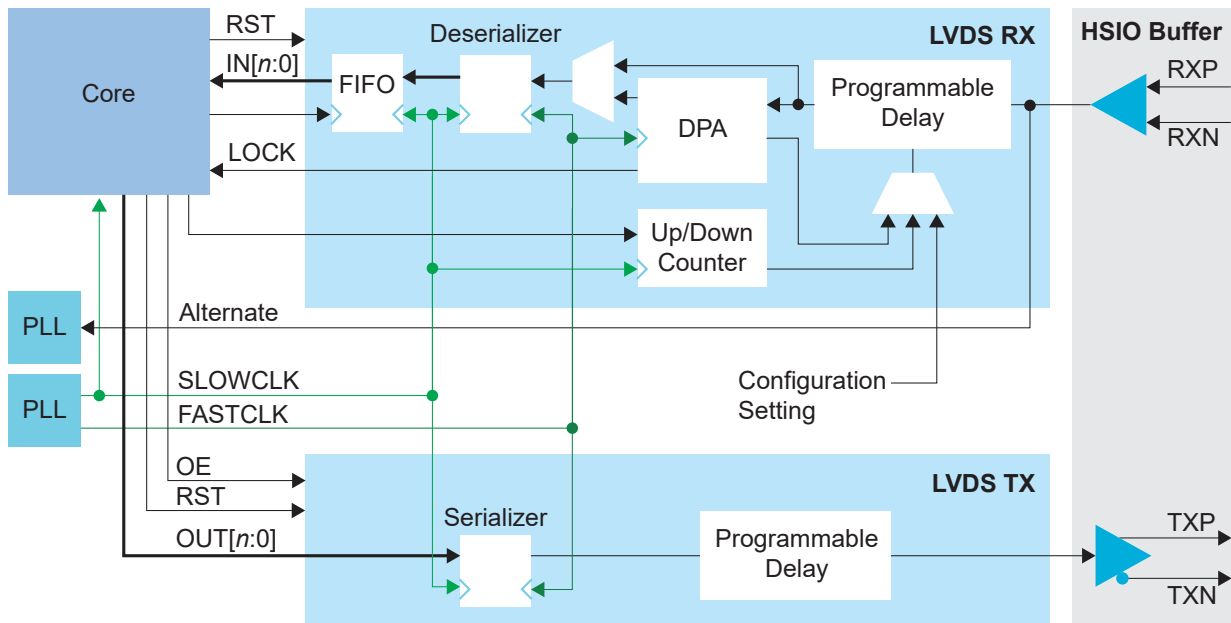 Core
RST
IN[n:0]
LOCK
FIFO
Deserializer
LVDS RX
DPA
Programmable
Delay
Up/Down
Counter
HSIO Buffer
RXP
RXN
PLL
Alternate
PLL
SLOWCLK
FASTCLK
Configuration
Setting
OE
RST
OUT[n:0]
LVDS TX
Serializer
Programmable
Delay
TXP
TXN